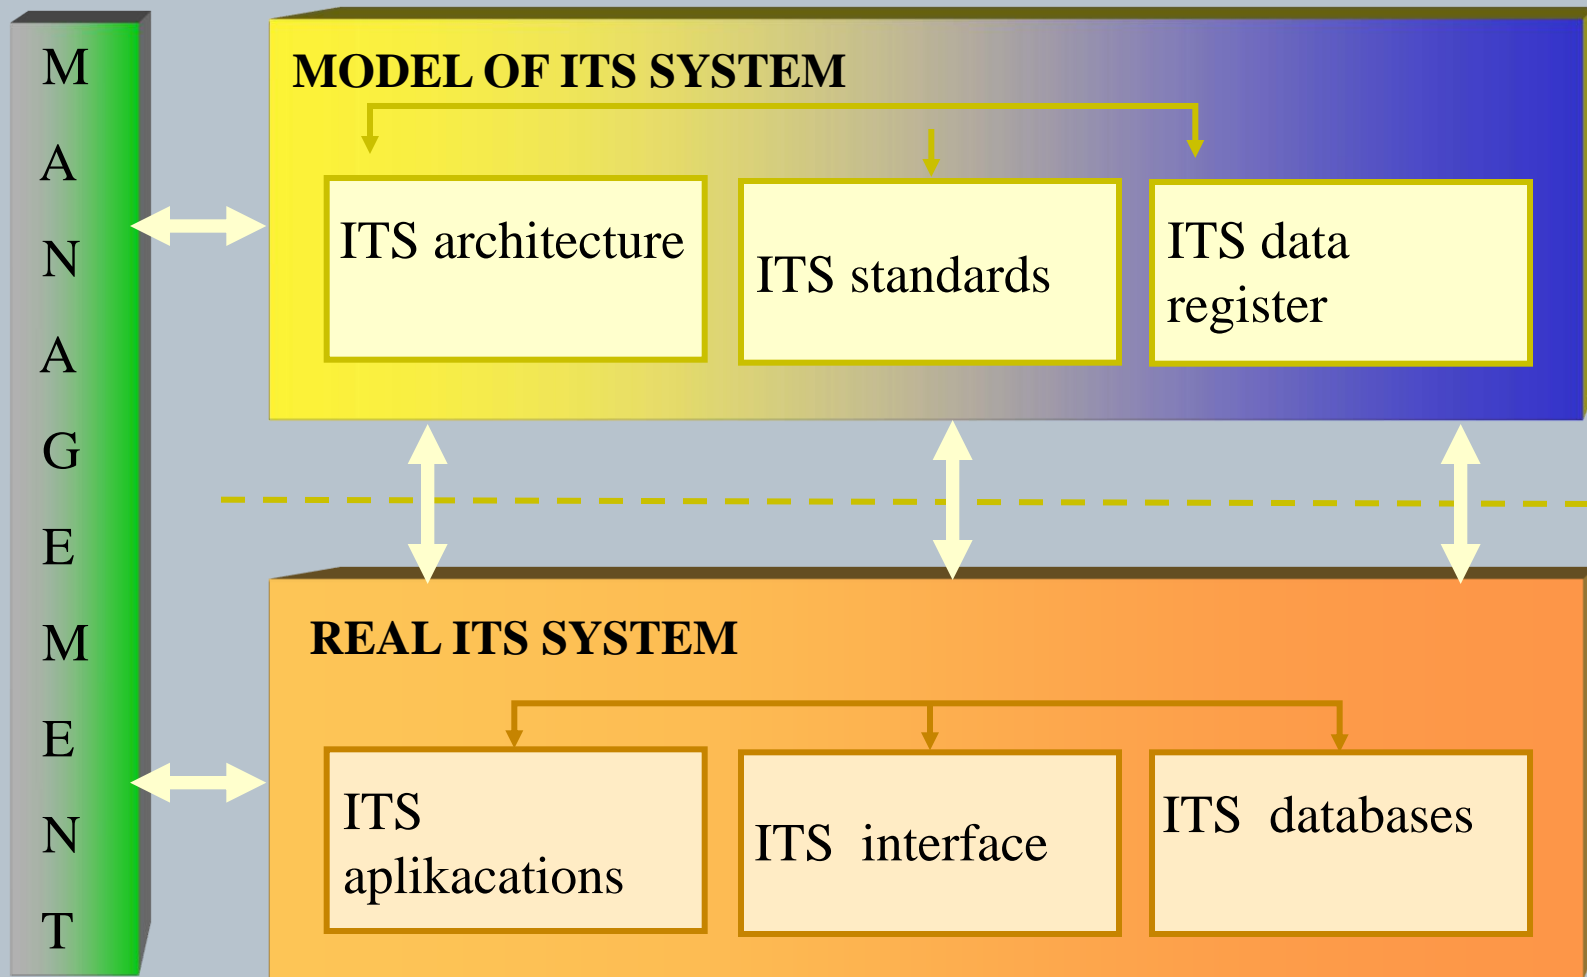 M
A
N
A
G
E
M
E
N
T
MODEL OF ITS SYSTEM
ITS architecture
ITS standards
ITS data
register
REAL ITS SYSTEM
ITS
aplikacations
ITS interface
ITS databases